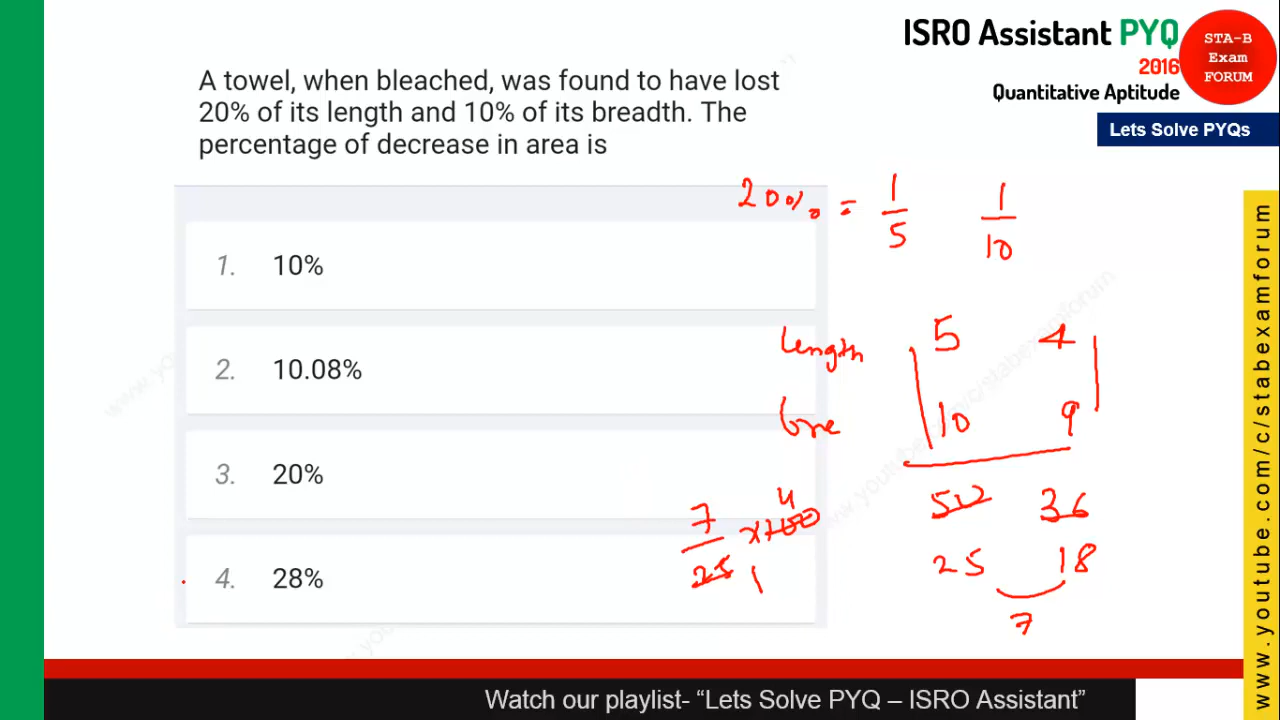 ISRO Assistant PYQ
2016
Quantitative Aptitude
STA-B
Exam
FORUM
Lets Solve PYQs
A towel, when bleached, was found to have lost
20% of its length and 10% of its breadth. The
percentage of decrease in area is
1. 10%
2. 10.08%
3. 20%
4. 28%
20% = 1/5 1/10
length 5 4
bre 10 9
50 36
25 18
7
7/25 x 100 4
1
www.youtube.com/c/stabexamforum
Watch our playlist- “Lets Solve PYQ – ISRO Assistant”